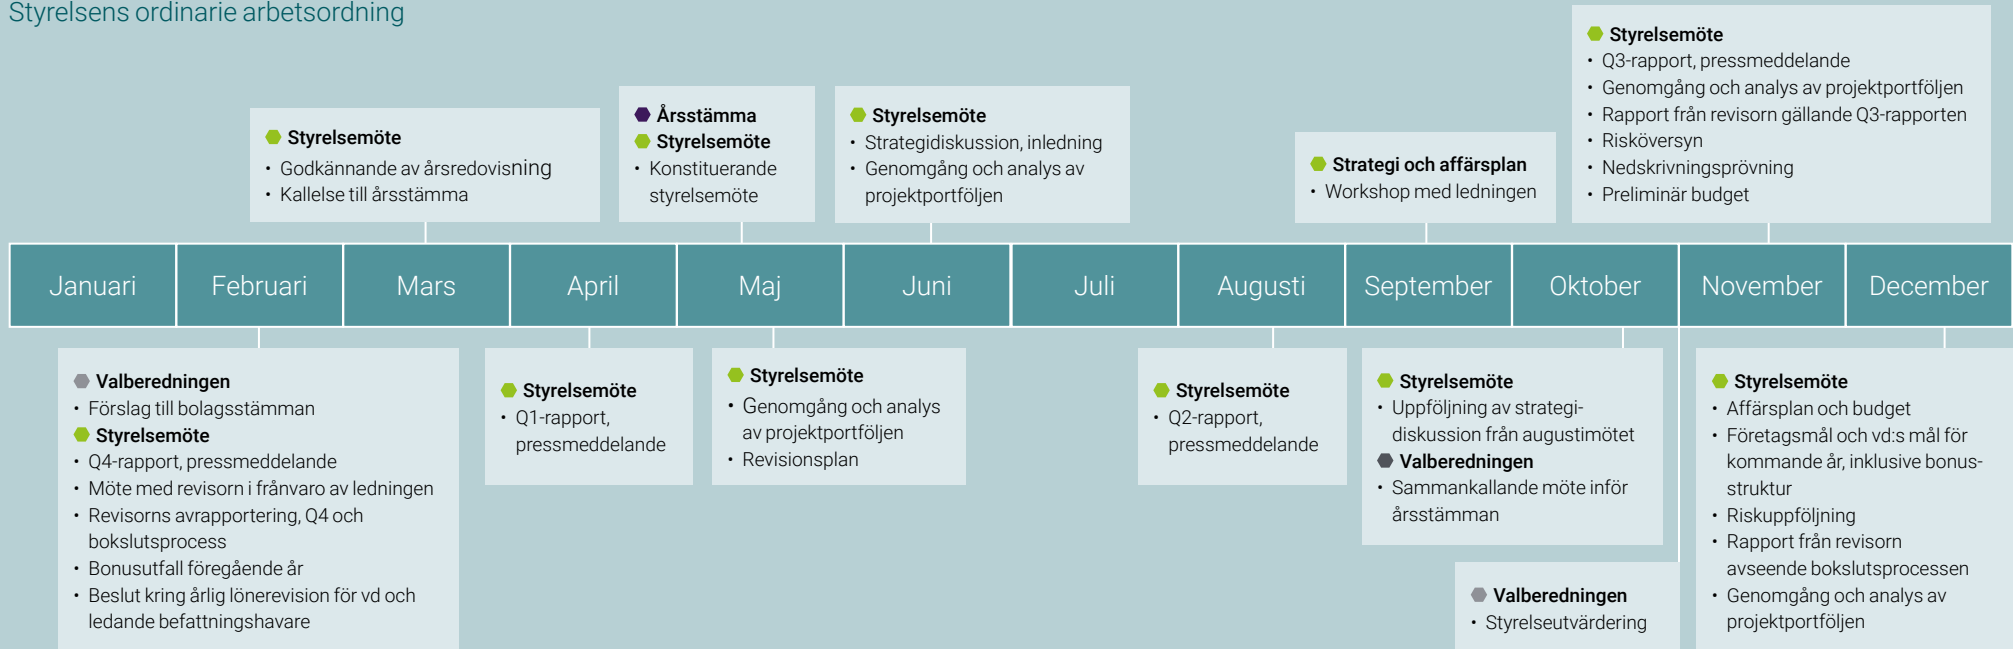 Styrelsens ordinarie arbetsordning
Styrelsemöte
• Godkännande av årsredovisning
• Kallelse till årsstämma
Årsstämma
Styrelsemöte
• Konstituerande
styrelsemöte
Styrelsemöte
• Strategidiskussion, inledning
• Genomgång och analys av
projektportföljen
Strategi och affärsplan
• Workshop med ledningen
Styrelsemöte
• Q3-rapport, pressmeddelande
• Genomgång och analys av projektportföljen
• Rapport från revisorn gällande Q3-rapporten
• Risköversyn
• Nedskrivningsprövning
• Preliminär budget
Januari
Februari
Mars
April
Maj
Juni
Juli
Augusti
September
Oktober
November
December
Valberedningen
• Förslag till bolagsstämman
Styrelsemöte
• Q4-rapport, pressmeddelande
• Möte med revisorn i frånvaro av ledningen
• Revisorns avrapportering, Q4 och
bokslutsprocess
• Bonusutfall föregående år
• Beslut kring årlig lönerevision för vd och
ledande befattningshavare
Styrelsemöte
• Q1-rapport,
pressmeddelande
Styrelsemöte
• Genomgång och analys
av projektportföljen
• Revisionsplan
Styrelsemöte
• Q2-rapport,
pressmeddelande
Styrelsemöte
• Uppföljning av strategi-
diskussion från augustimötet
Valberedningen
• Sammankallande möte inför
årsstämman
Valberedningen
• Styrelseutvärdering
Styrelsemöte
• Affärsplan och budget
• Företagsmål och vd:s mål för
kommande år, inklusive bonus-
struktur
• Riskuppföljning
• Rapport från revisorn
avseende bokslutsprocessen
• Genomgång och analys av
projektportföljen